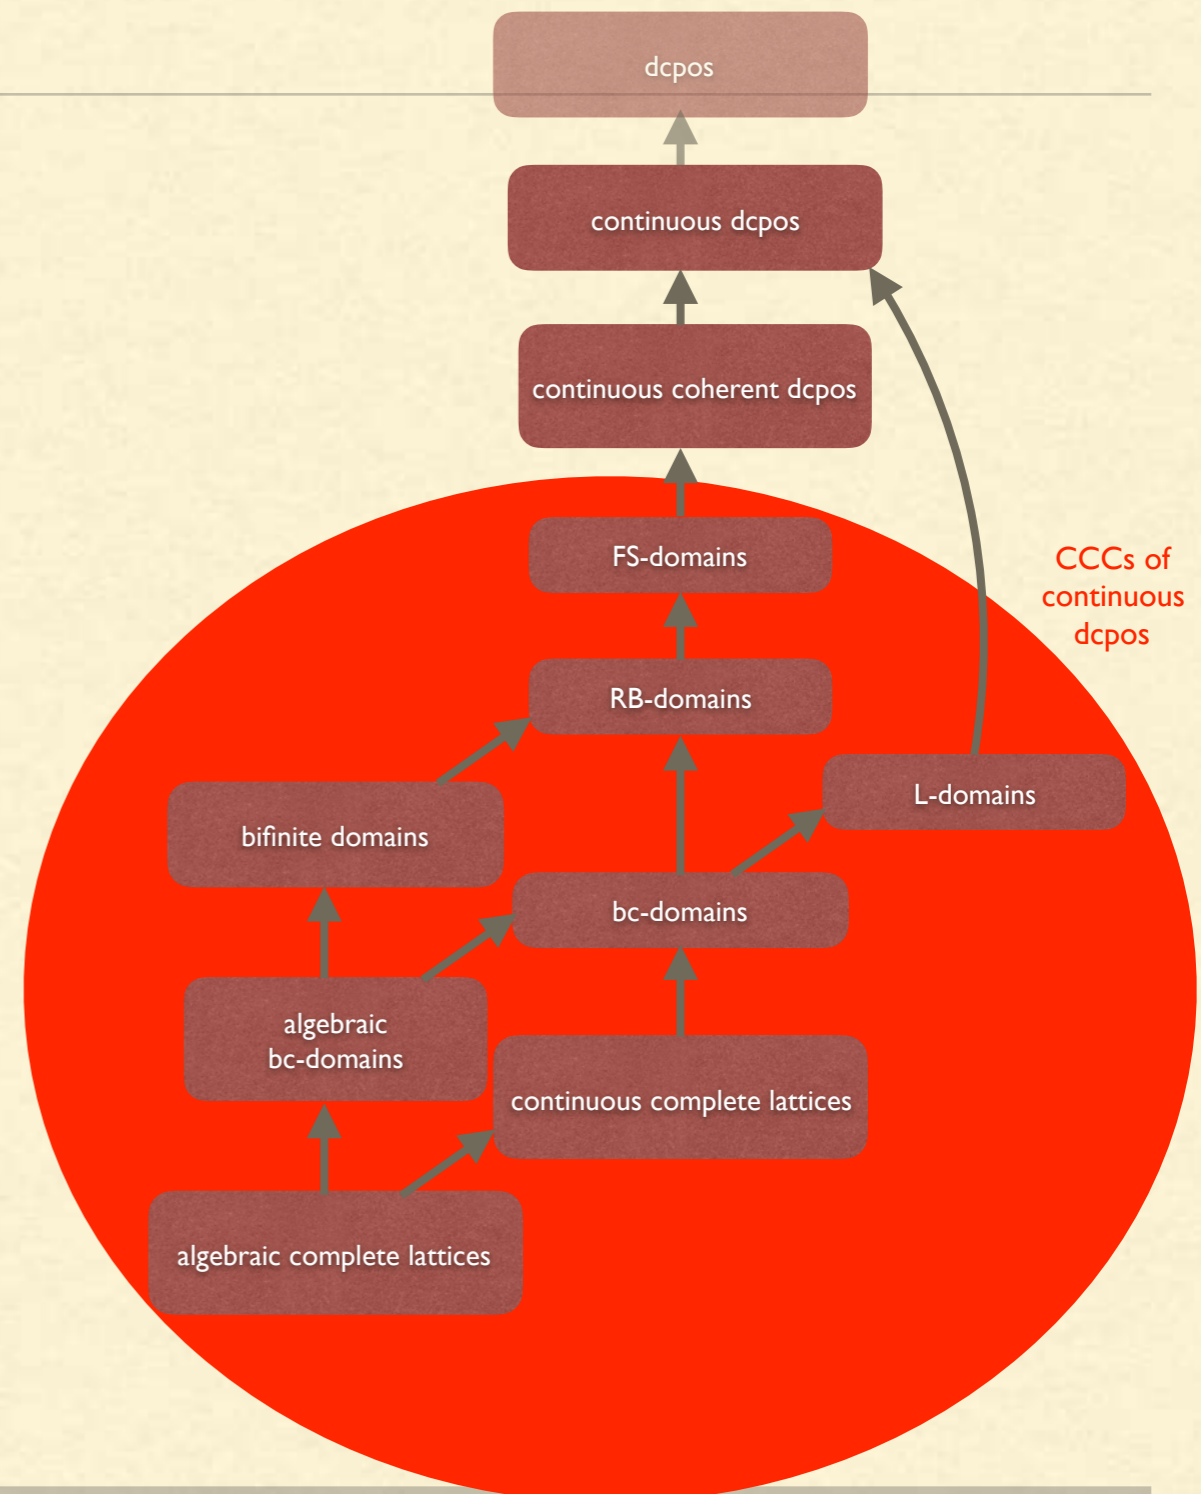 dcpos
continuous dcpos
continuous coherent dcpos
FS-domains
CCCs of
continuous
dcpos
RB-domains
L-domains
bifinite domains
bc-domains
algebraic
bc-domains
continuous complete lattices
algebraic complete lattices